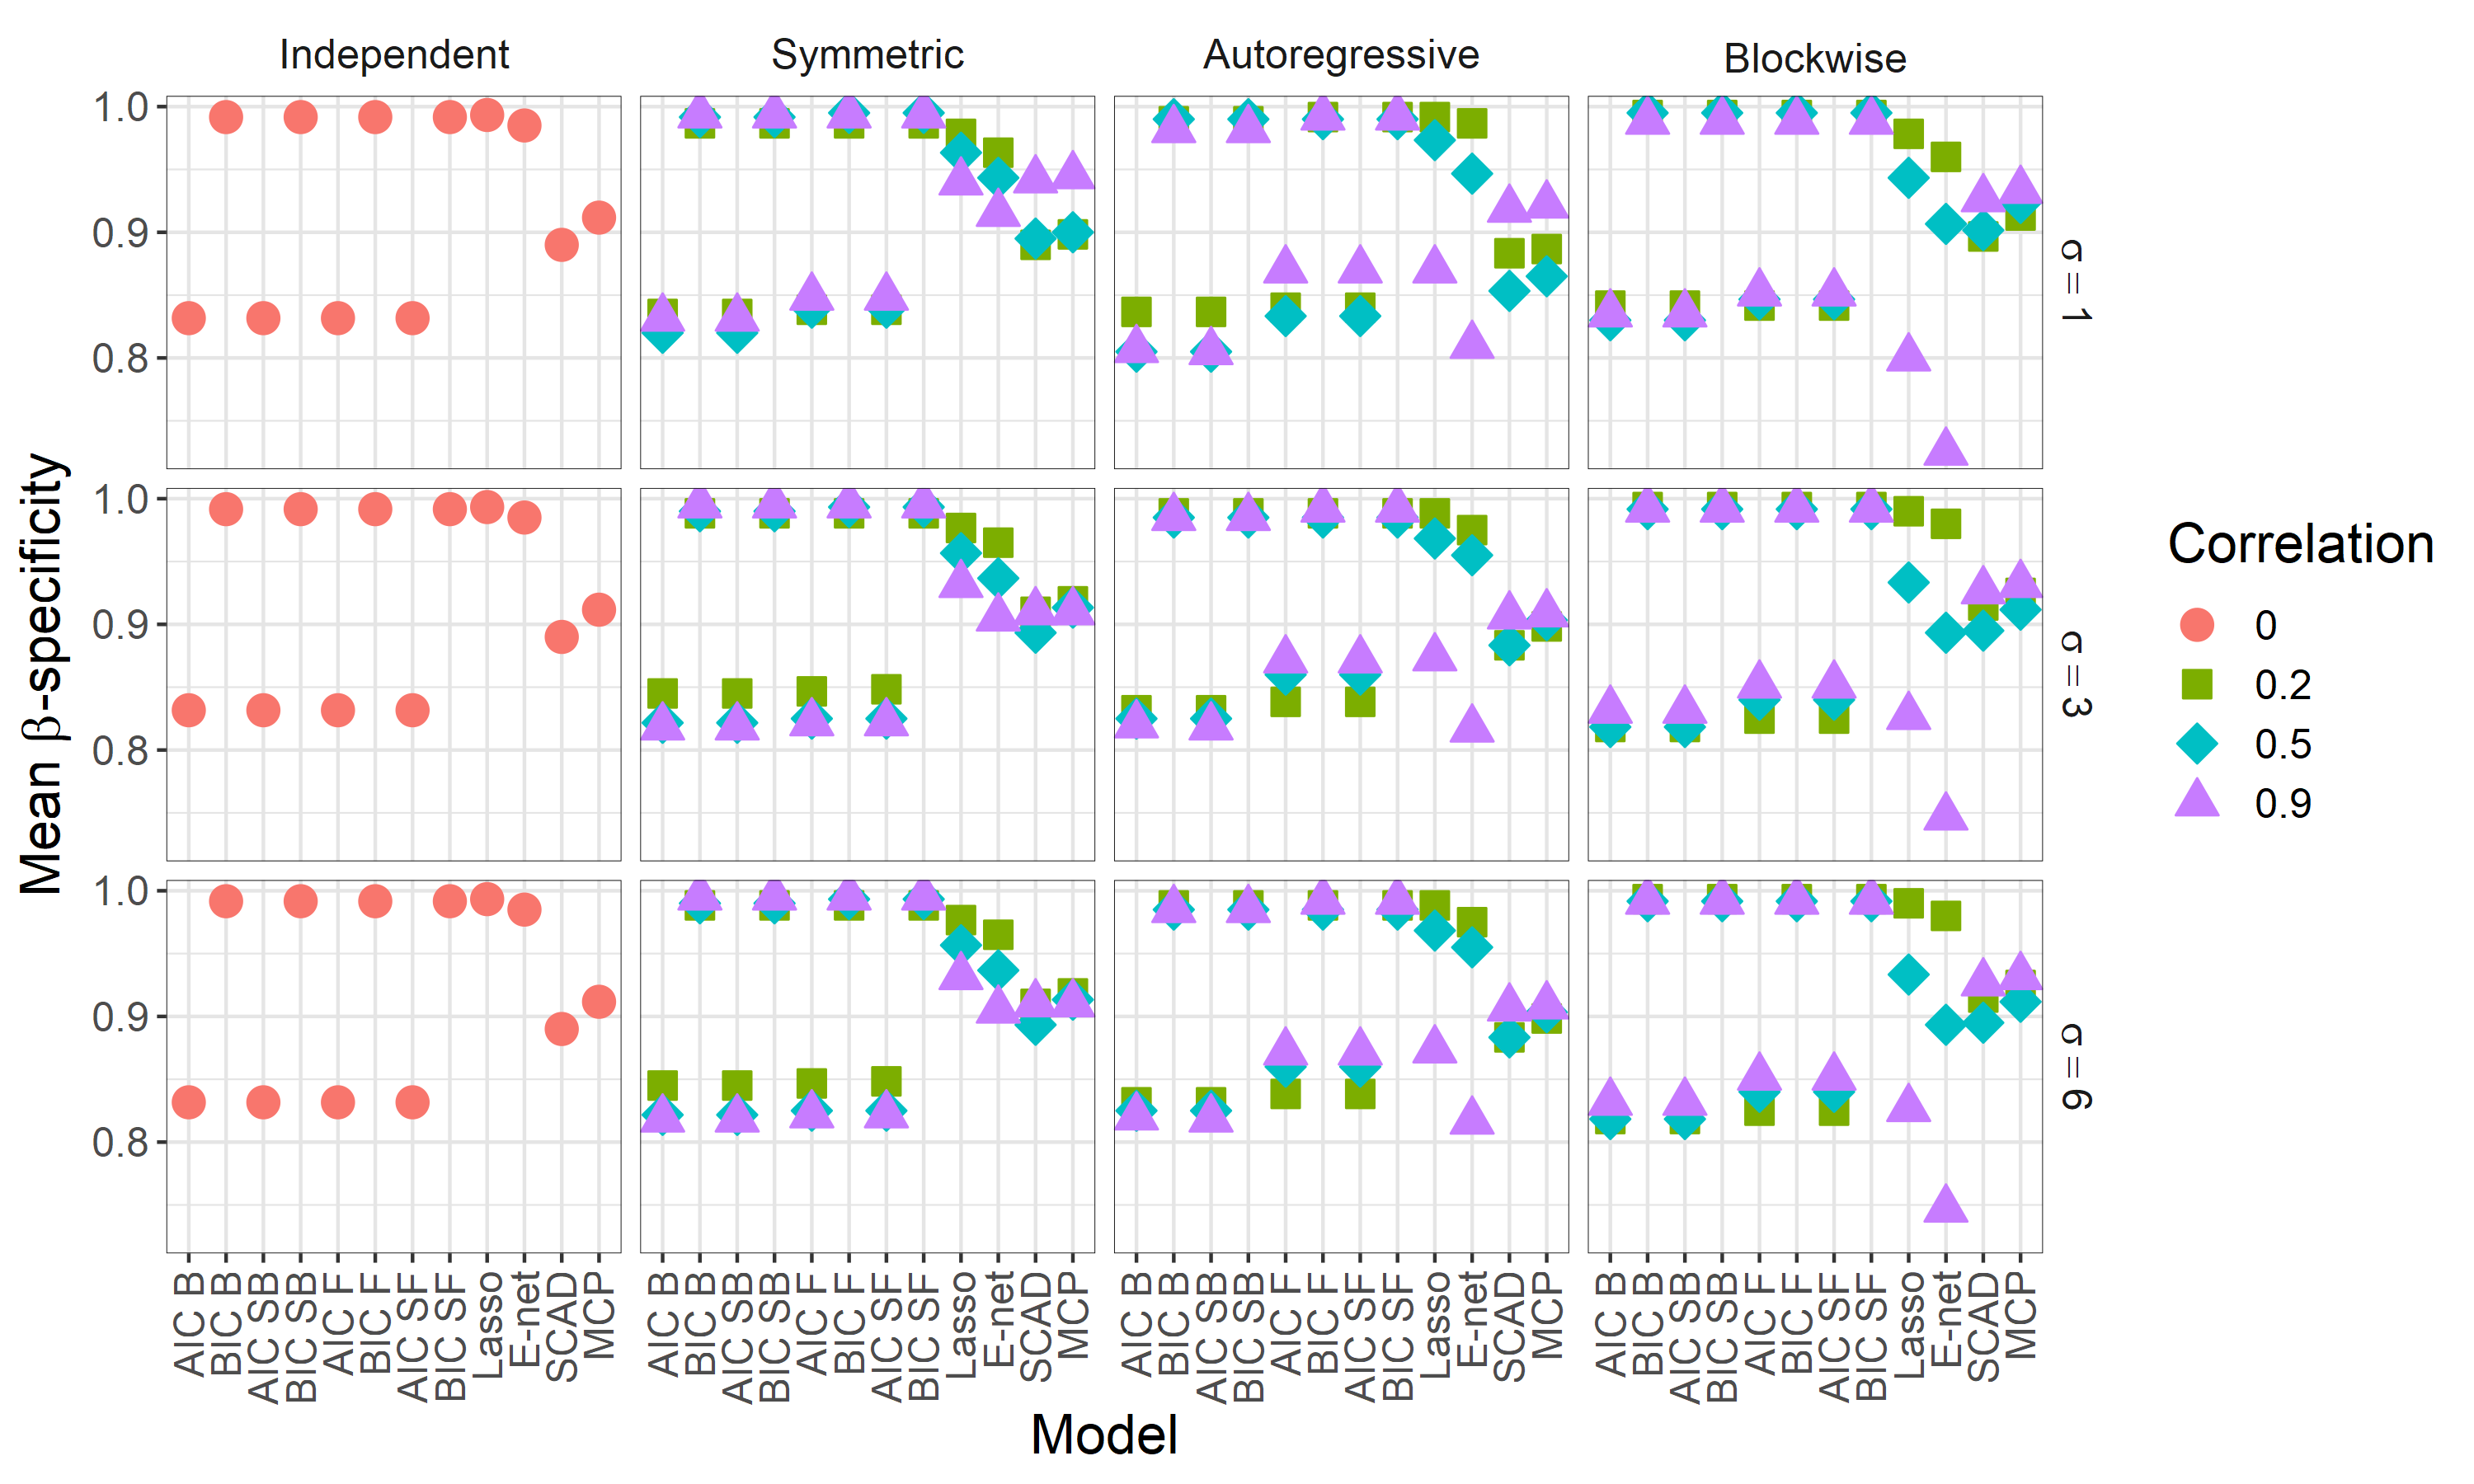 Independent
Symmetric
Autoregressive
Blockwise
1.0
0.9
0.8
σ = 1
1.0
0.9
0.8
σ = 3
1.0
0.9
0.8
σ = 6
Mean β-specificity
AIC B
BIC B
AIC SB
BIC SB
AIC F
BIC F
AIC SF
BIC SF
Lasso
E-net
SCAD
MCP
AIC B
BIC B
AIC SB
BIC SB
AIC F
BIC F
AIC SF
BIC SF
Lasso
E-net
SCAD
MCP
AIC B
BIC B
AIC SB
BIC SB
AIC F
BIC F
AIC SF
BIC SF
Lasso
E-net
SCAD
MCP
AIC B
BIC B
AIC SB
BIC SB
AIC F
BIC F
AIC SF
BIC SF
Lasso
E-net
SCAD
MCP
Model
Correlation
0
0.2
0.5
0.9